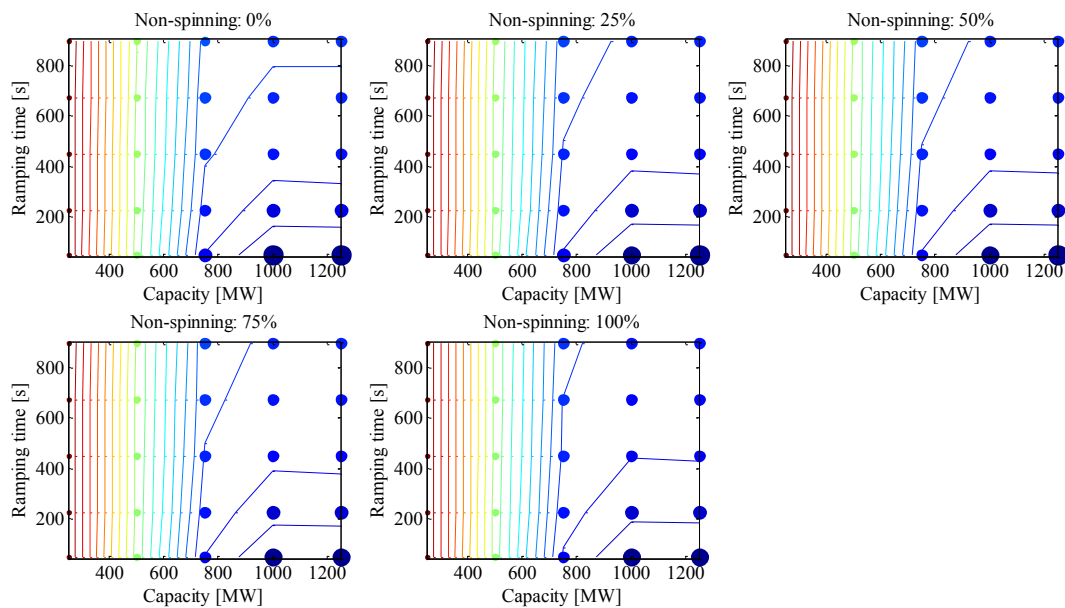 Non-spinning: 0%
Non-spinning: 25%
Non-spinning: 50%
Ramping time [s]
800
600
400
200
400 600 800 1000 1200
Capacity [MW]
Ramping time [s]
800
600
400
200
400 600 800 1000 1200
Capacity [MW]
Ramping time [s]
800
600
400
200
400 600 800 1000 1200
Capacity [MW]
Non-spinning: 75%
Non-spinning: 100%
Ramping time [s]
800
600
400
200
400 600 800 1000 1200
Capacity [MW]
Ramping time [s]
800
600
400
200
400 600 800 1000 1200
Capacity [MW]